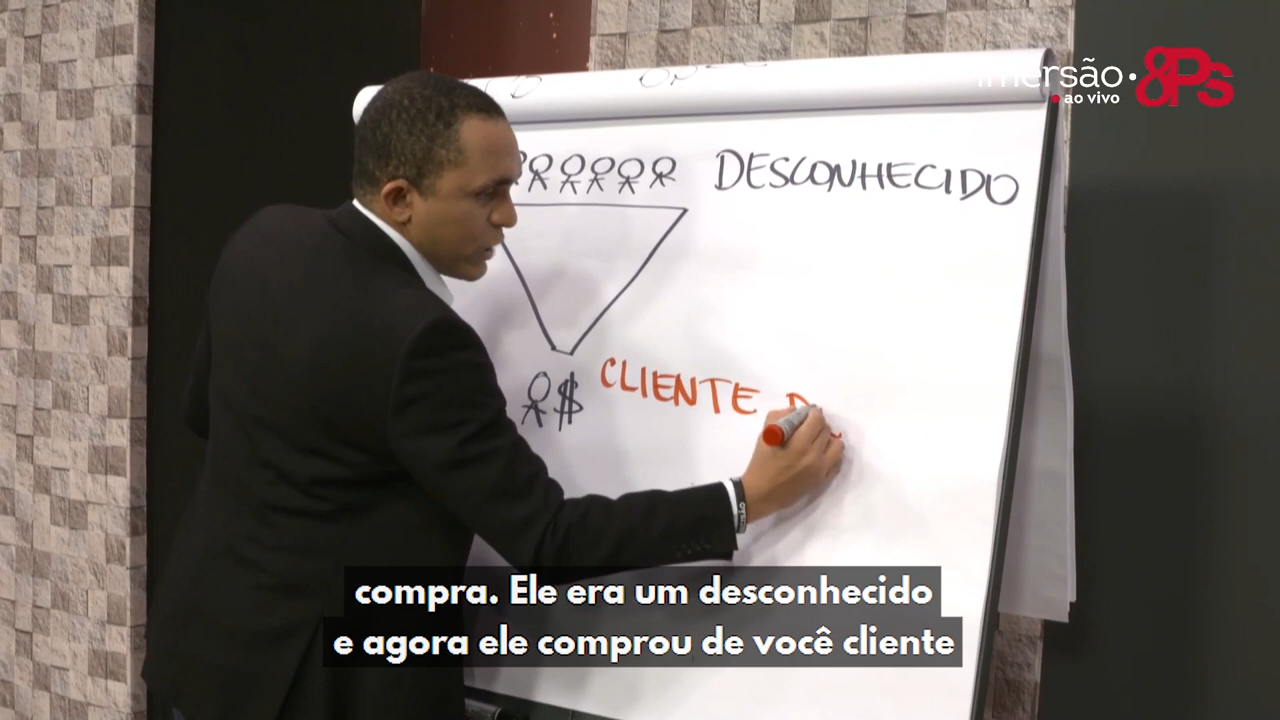 imersão
ao vivo
8Ps
DESCONHECIDO
$
CLIENTE
compra. Ele era um desconhecido
e agora ele comprou de você cliente